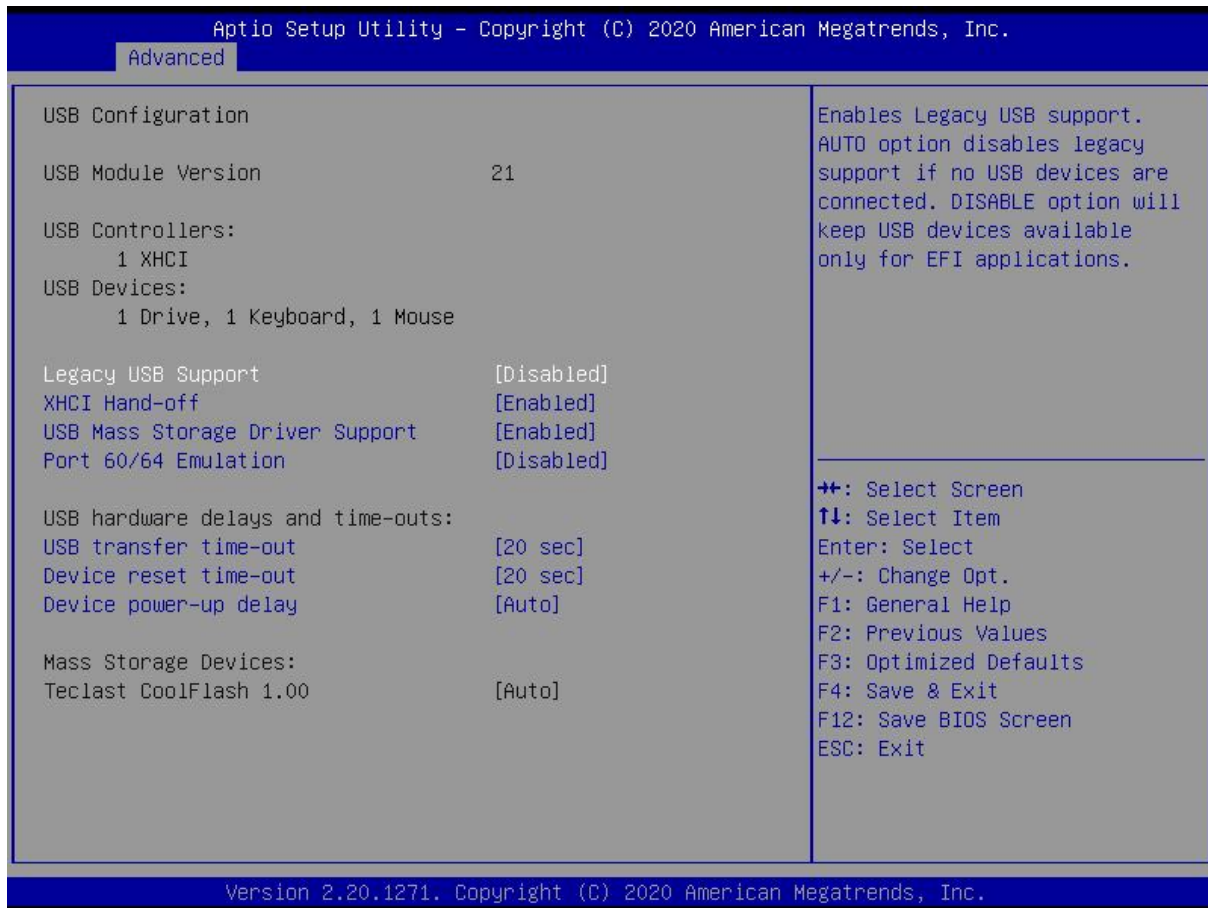 Aptio Setup Utility – Copyright (C) 2020 American Megatrends, Inc.
Advanced
USB Configuration
USB Module Version 21
USB Controllers:
1 XHCI
USB Devices:
1 Drive, 1 Keyboard, 1 Mouse
Legacy USB Support [Disabled]
XHCI Hand-off [Enabled]
USB Mass Storage Driver Support [Enabled]
Port 60/64 Emulation [Disabled]
USB hardware delays and time-outs:
USB transfer time-out [20 sec]
Device reset time-out [20 sec]
Device power-up delay [Auto]
Mass Storage Devices:
Teclast CoolFlash 1.00 [Auto]
Enables Legacy USB support.
AUTO option disables legacy
support if no USB devices are
connected. DISABLE option will
keep USB devices available
only for EFI applications.
→←: Select Screen
↑↓: Select Item
Enter: Select
+/-: Change Opt.
F1: General Help
F2: Previous Values
F3: Optimized Defaults
F4: Save & Exit
F12: Save BIOS Screen
ESC: Exit
Version 2.20.1271. Copyright (C) 2020 American Megatrends, Inc.